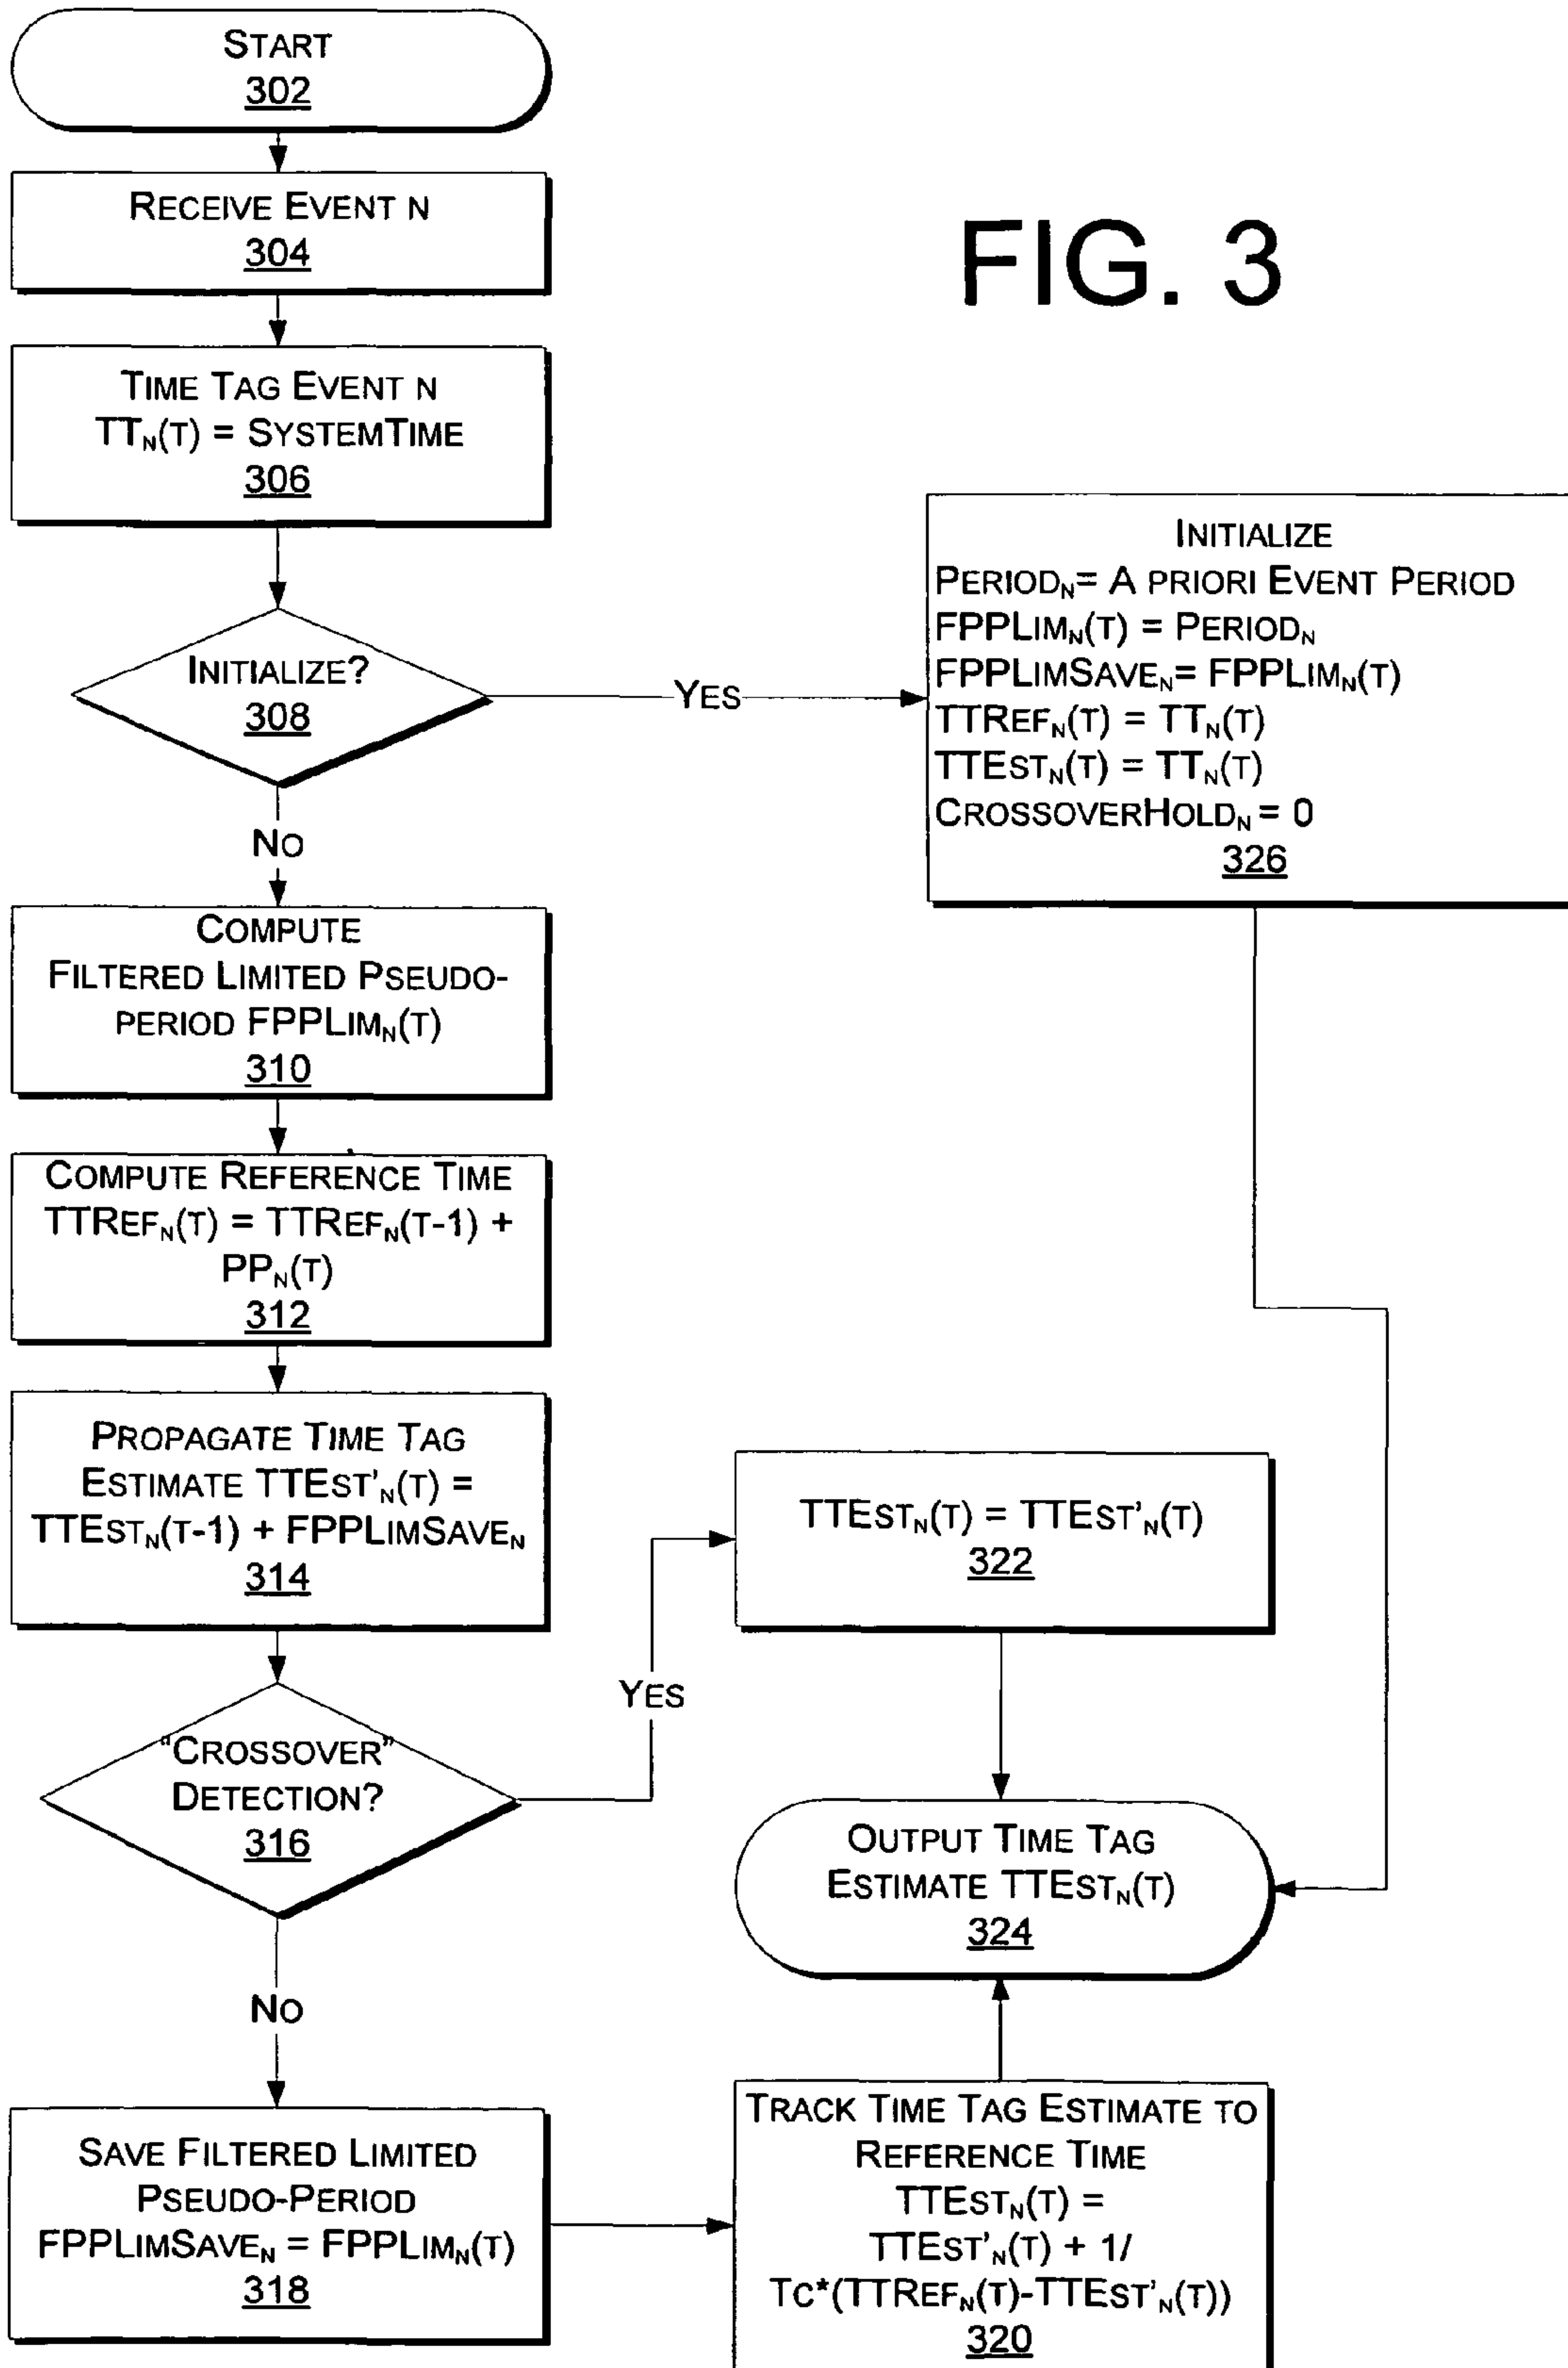 START
302
RECEIVE EVENT N
304
FIG. 3
TIME TAG EVENT N
TTN(T) = SYSTEMTIME
306
INITIALIZE?
308
YES
INITIALIZE
PERIODN= A PRIORI EVENT PERIOD
FPPLIMN(T) = PERIODN
FPPLIMSAVEN= FPPLIMN(T)
TTREFN(T) = TTN(T)
TTESTN(T) = TTN(T)
CROSSOVERHOLDN = 0
326
NO
COMPUTE
FILTERED LIMITED PSEUDO-
PERIOD FPPLIMN(T)
310
COMPUTE REFERENCE TIME
TTREFN(T) = TTREFN(T-1) +
PPN(T)
312
PROPAGATE TIME TAG
ESTIMATE TTEST'N(T) =
TTESTN(T-1) + FPPLIMSAVEN
314
"CROSSOVER"
DETECTION?
316
YES
TTESTN(T) = TTEST'N(T)
322
OUTPUT TIME TAG
ESTIMATE TTESTN(T)
324
NO
SAVE FILTERED LIMITED
PSEUDO-PERIOD
FPPLIMSAVEN = FPPLIMN(T)
318
TRACK TIME TAG ESTIMATE TO
REFERENCE TIME
TTESTN(T) =
TTEST'N(T) + 1/
TC*(TTREFN(T)-TTEST'N(T))
320